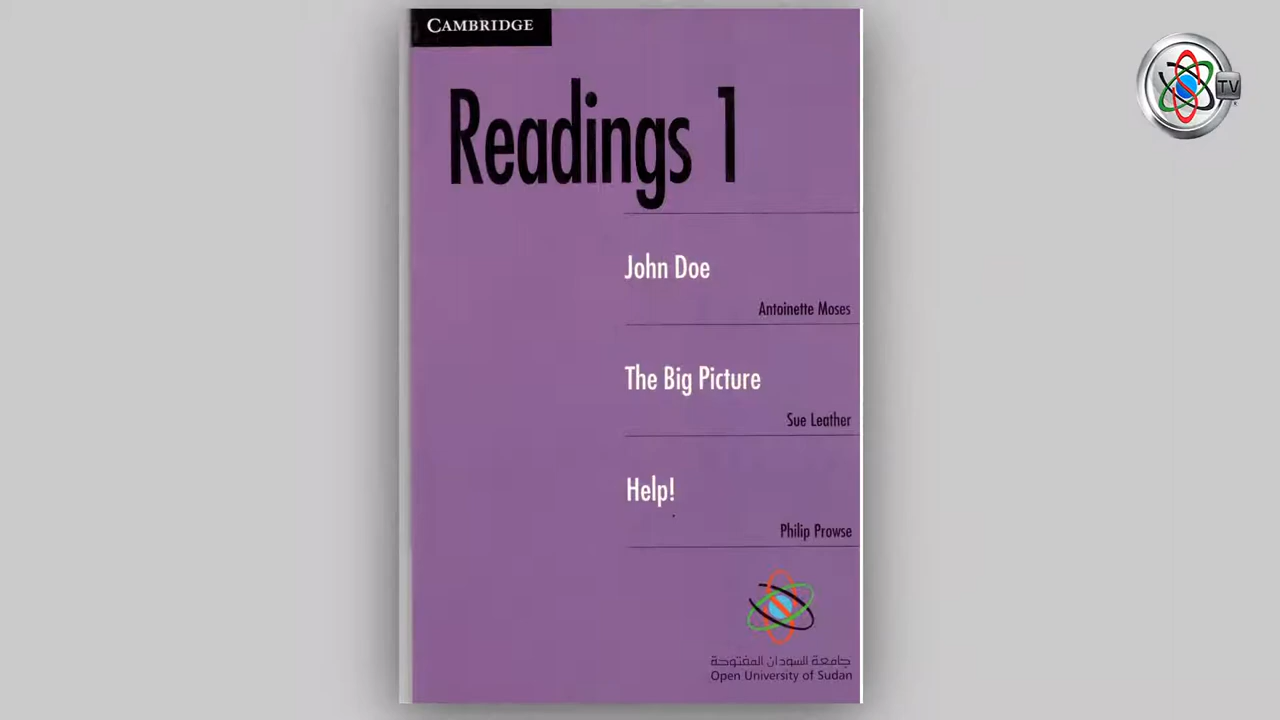 CAMBRIDGE
TV
Readings 1
John Doe
Antoinette Moses
The Big Picture
Sue Leather
Help!
Philip Prowse
جامعة السودان المفتوحة
Open University of Sudan